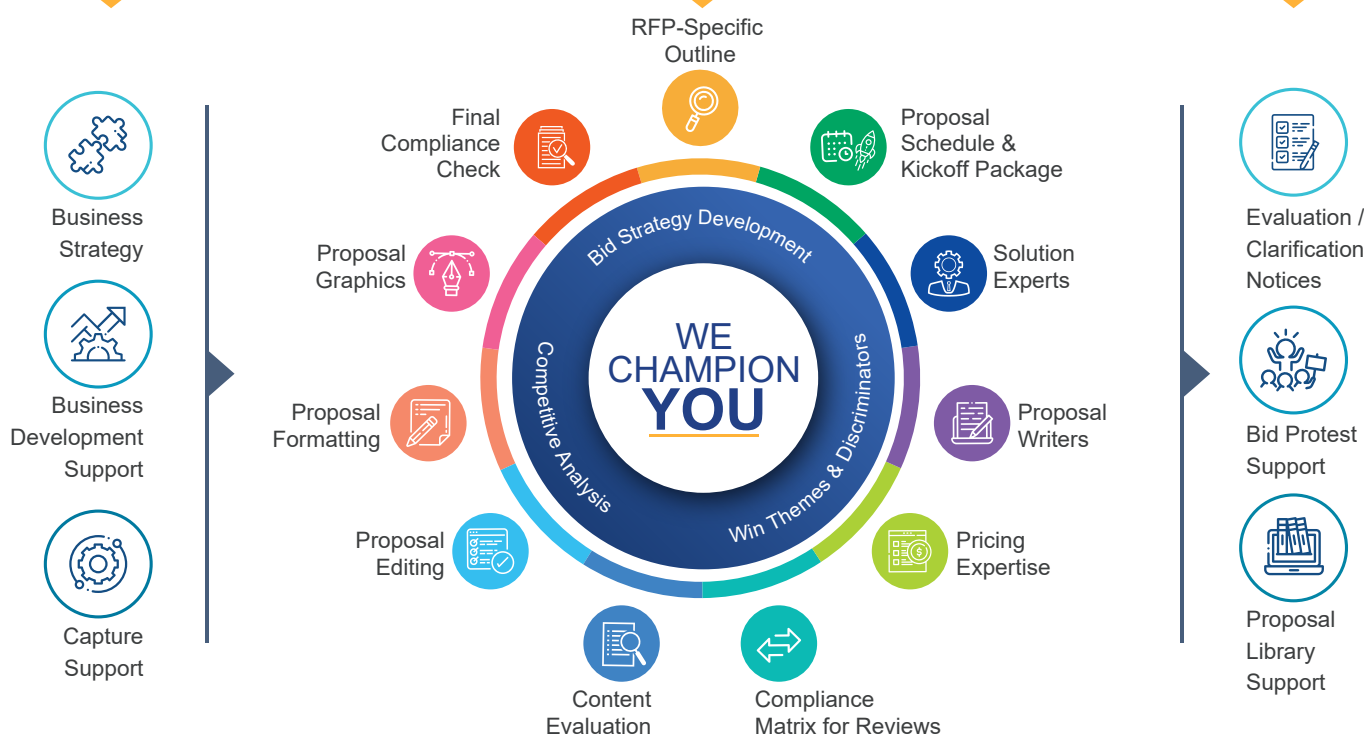 Business
Strategy
Business
Development
Support
Capture
Support
RFP-Specific
Outline
Proposal
Schedule &
Kickoff Package
Solution
Experts
Proposal
Writers
Pricing
Expertise
Compliance
Matrix for Reviews
Content
Evaluation
Proposal
Editing
Proposal
Formatting
Proposal
Graphics
Final
Compliance
Check
Bid Strategy Development
Win Themes & Discriminators
Competitive Analysis
WE
CHAMPION
YOU
Evaluation /
Clarification
Notices
Bid Protest
Support
Proposal
Library
Support